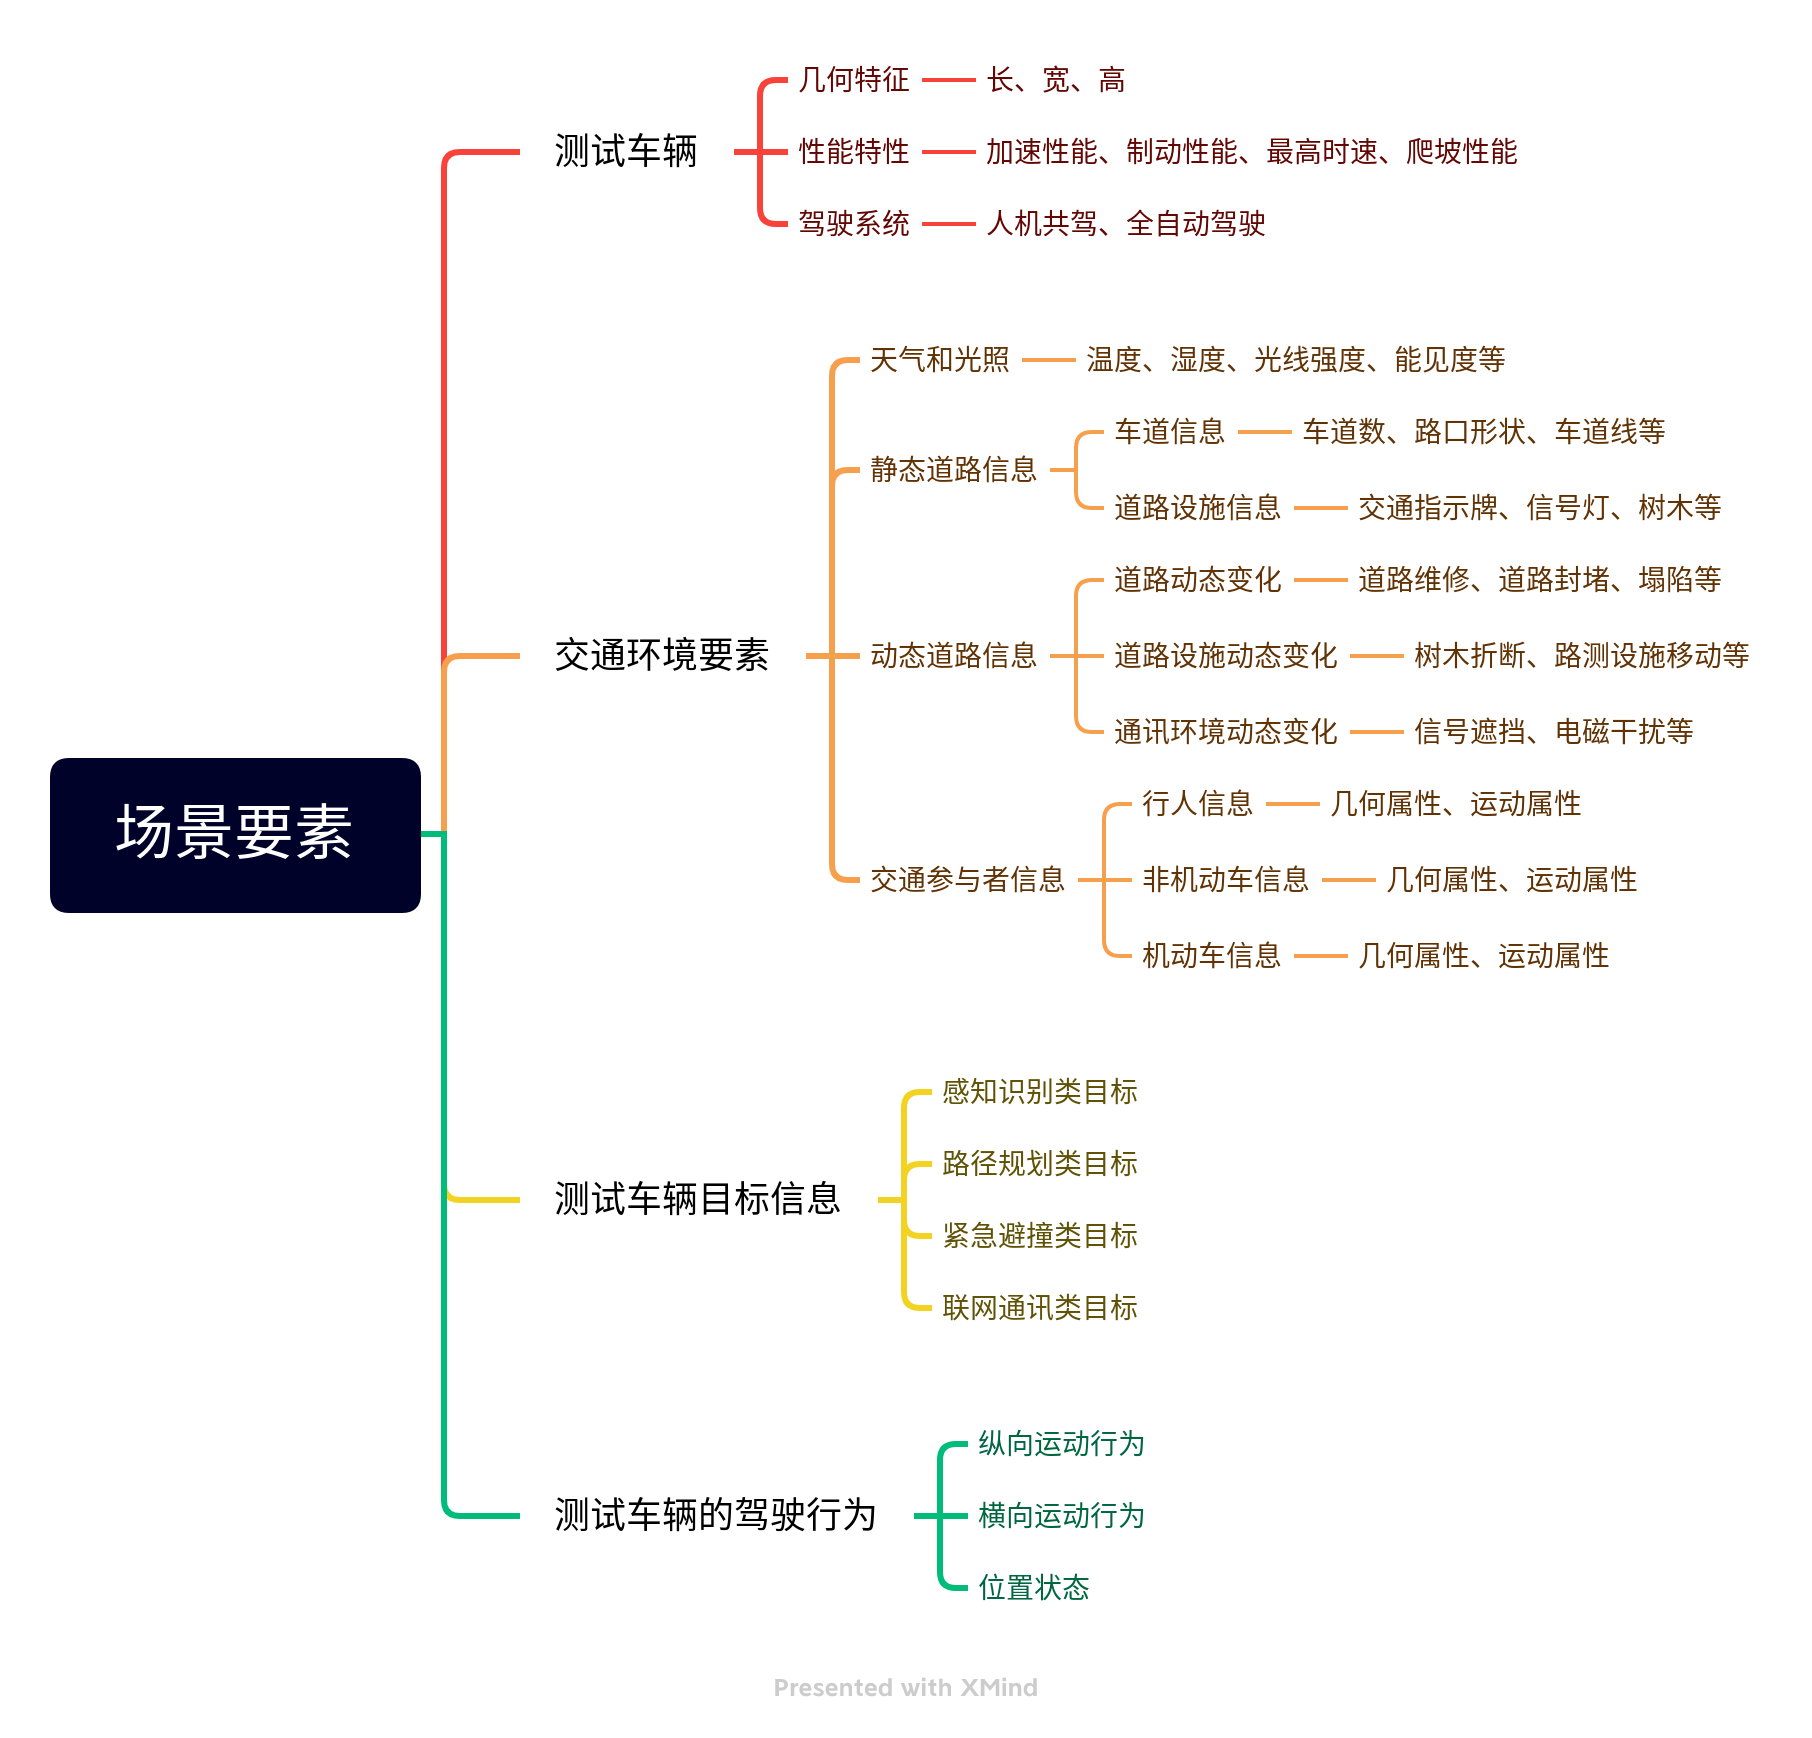 场景要素
测试车辆
几何特征
长、宽、高
性能特性
加速性能、制动性能、最高时速、爬坡性能
驾驶系统
人机共驾、全自动驾驶
交通环境要素
天气和光照
温度、湿度、光线强度、能见度等
静态道路信息
车道信息
车道数、路口形状、车道线等
道路设施信息
交通指示牌、信号灯、树木等
动态道路信息
道路动态变化
道路维修、道路封堵、塌陷等
道路设施动态变化
树木折断、路测设施移动等
通讯环境动态变化
信号遮挡、电磁干扰等
交通参与者信息
行人信息
几何属性、运动属性
非机动车信息
几何属性、运动属性
机动车信息
几何属性、运动属性
测试车辆目标信息
感知识别类目标
路径规划类目标
紧急避撞类目标
联网通讯类目标
测试车辆的驾驶行为
纵向运动行为
横向运动行为
位置状态
Presented with XMind